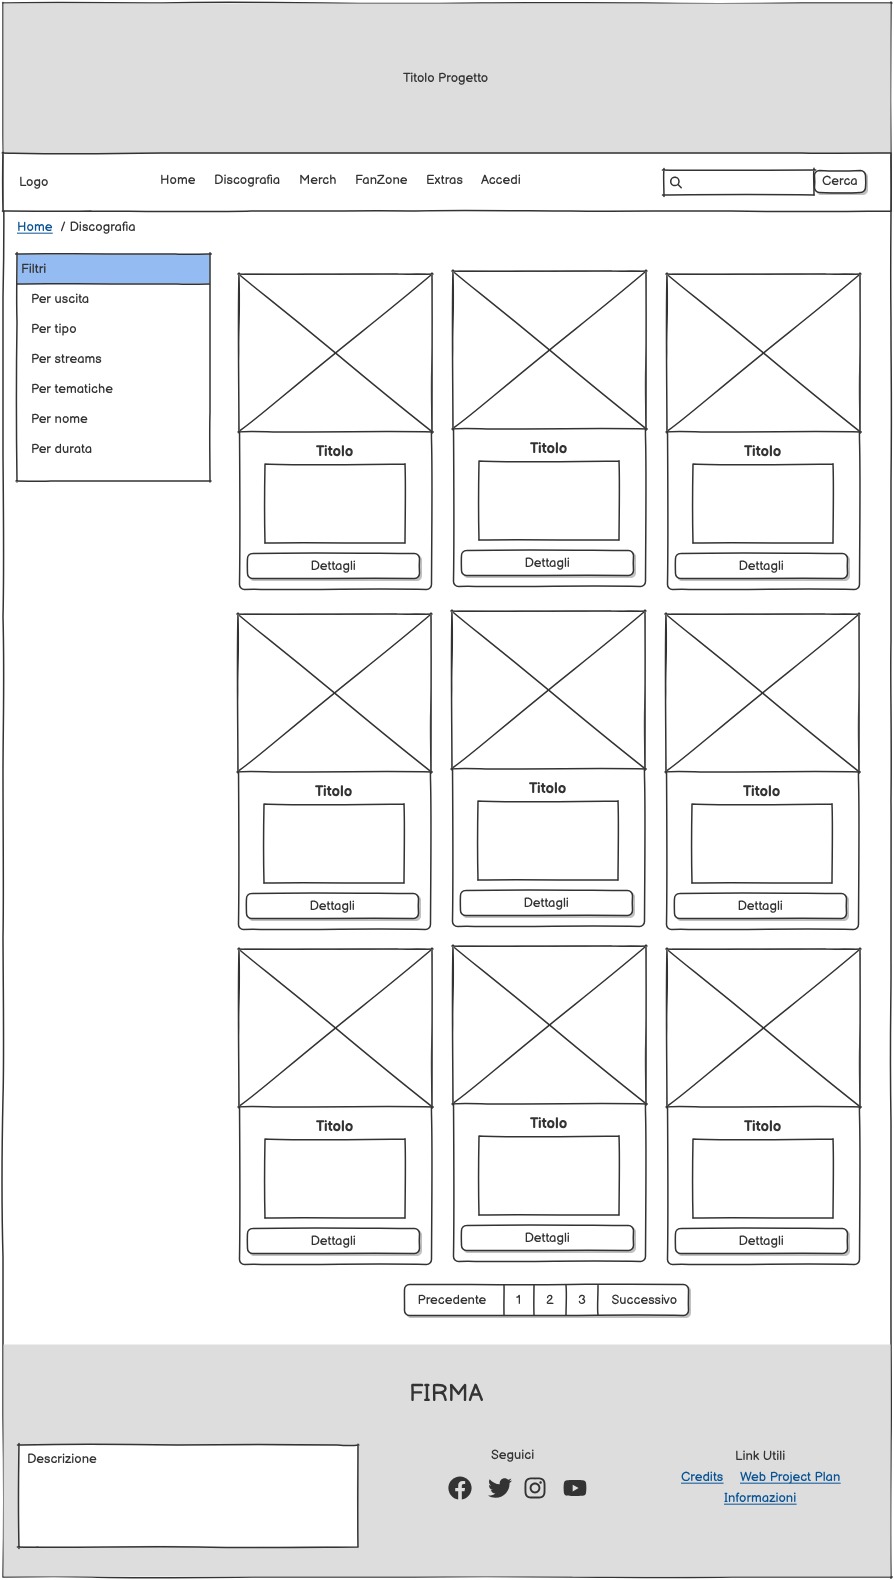 Titolo Progetto
Logo
Home Discografia Merch FanZone Extras Accedi
Cerca
Home / Discografia
Filtri
Per uscita
Per tipo
Per streams
Per tematiche
Per nome
Per durata
Titolo
Dettagli
Titolo
Dettagli
Titolo
Dettagli
Titolo
Dettagli
Titolo
Dettagli
Titolo
Dettagli
Titolo
Dettagli
Titolo
Dettagli
Titolo
Dettagli
Precedente 1 2 3 Successivo
FIRMA
Descrizione
Seguici
Link Utili
Credits Web Project Plan
Informazioni